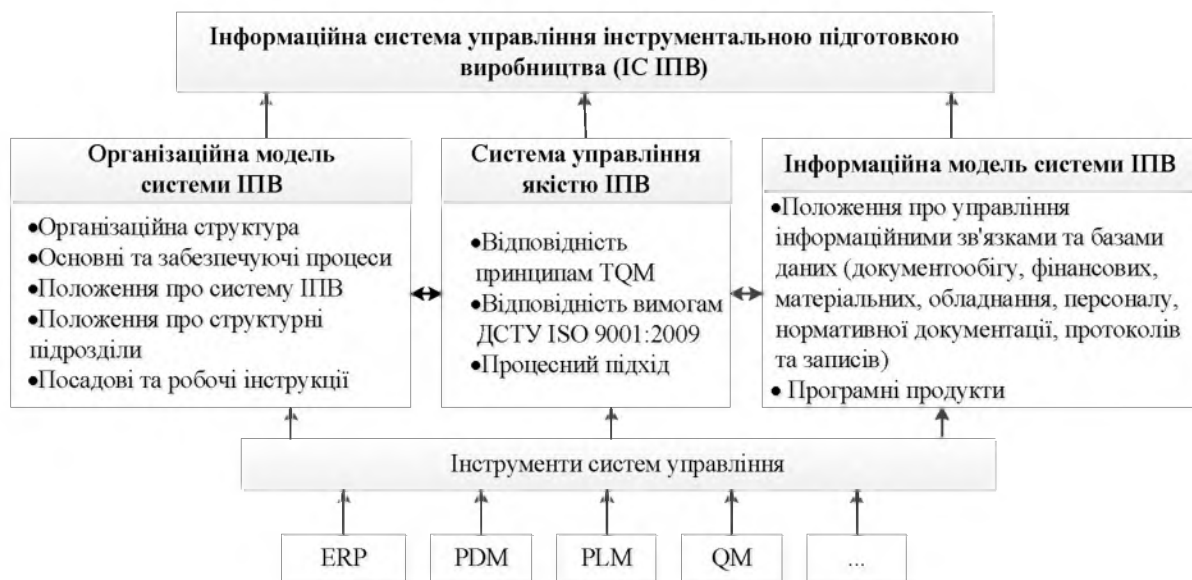 Інформаційна система управління інструментальною підготовкою
виробництва (ІС ІПВ)
Організаційна модель
системи ІПВ
●Організаційна структура
●Основні та забезпечуючі процеси
●Положення про систему ІПВ
●Положення про структурні
підрозділи
●Посадові та робочі інструкції
Система управління
якістю ІПВ
●Відповідність
принципам TQM
●Відповідність вимогам
ДСТУ ISO 9001:2009
●Процесний підхід
Інформаційна модель системи ІПВ
●Положення про управління
інформаційними зв'язками та базами
даних (документообігу, фінансових,
матеріальних, обладнання, персоналу,
нормативної документації, протоколів
та записів)
● Програмні продукти
Інструменти систем управління
ERP
PDM
PLM
QM
...